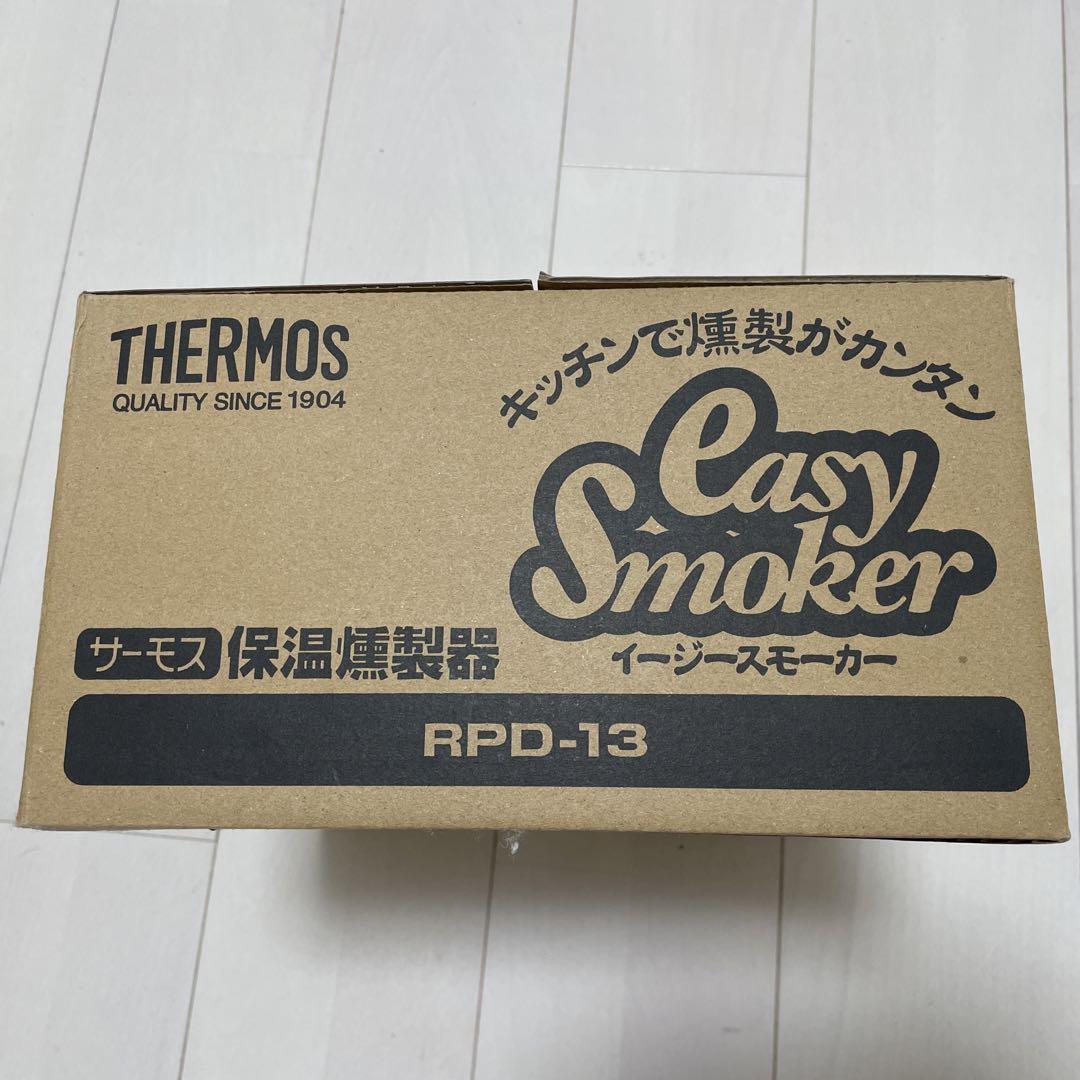 THERMOS
QUALITY SINCE 1904
キッチンで燻製がカンタン
easy
Smoker
イージースモーカー
サーモス 保温燻製器
RPD-13